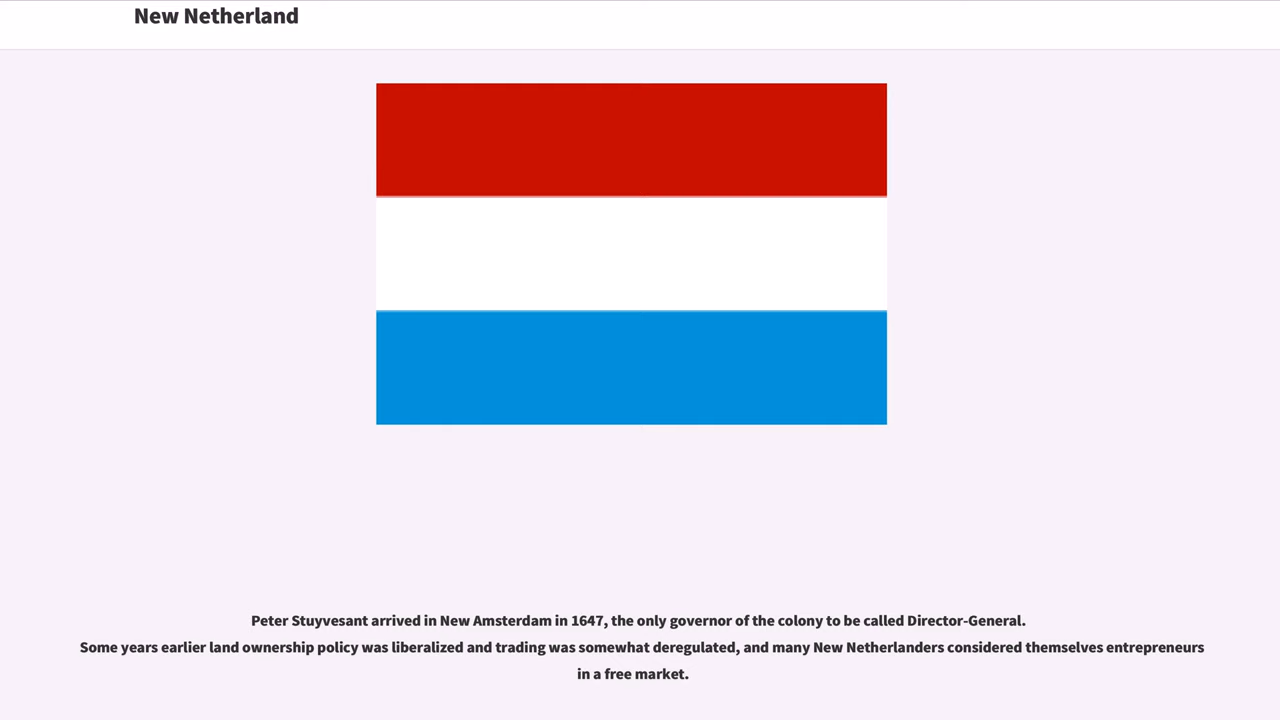 New Netherland
Peter Stuyvesant arrived in New Amsterdam in 1647, the only governor of the colony to be called Director-General.
Some years earlier land ownership policy was liberalized and trading was somewhat deregulated, and many New Netherlanders considered themselves entrepreneurs
in a free market.